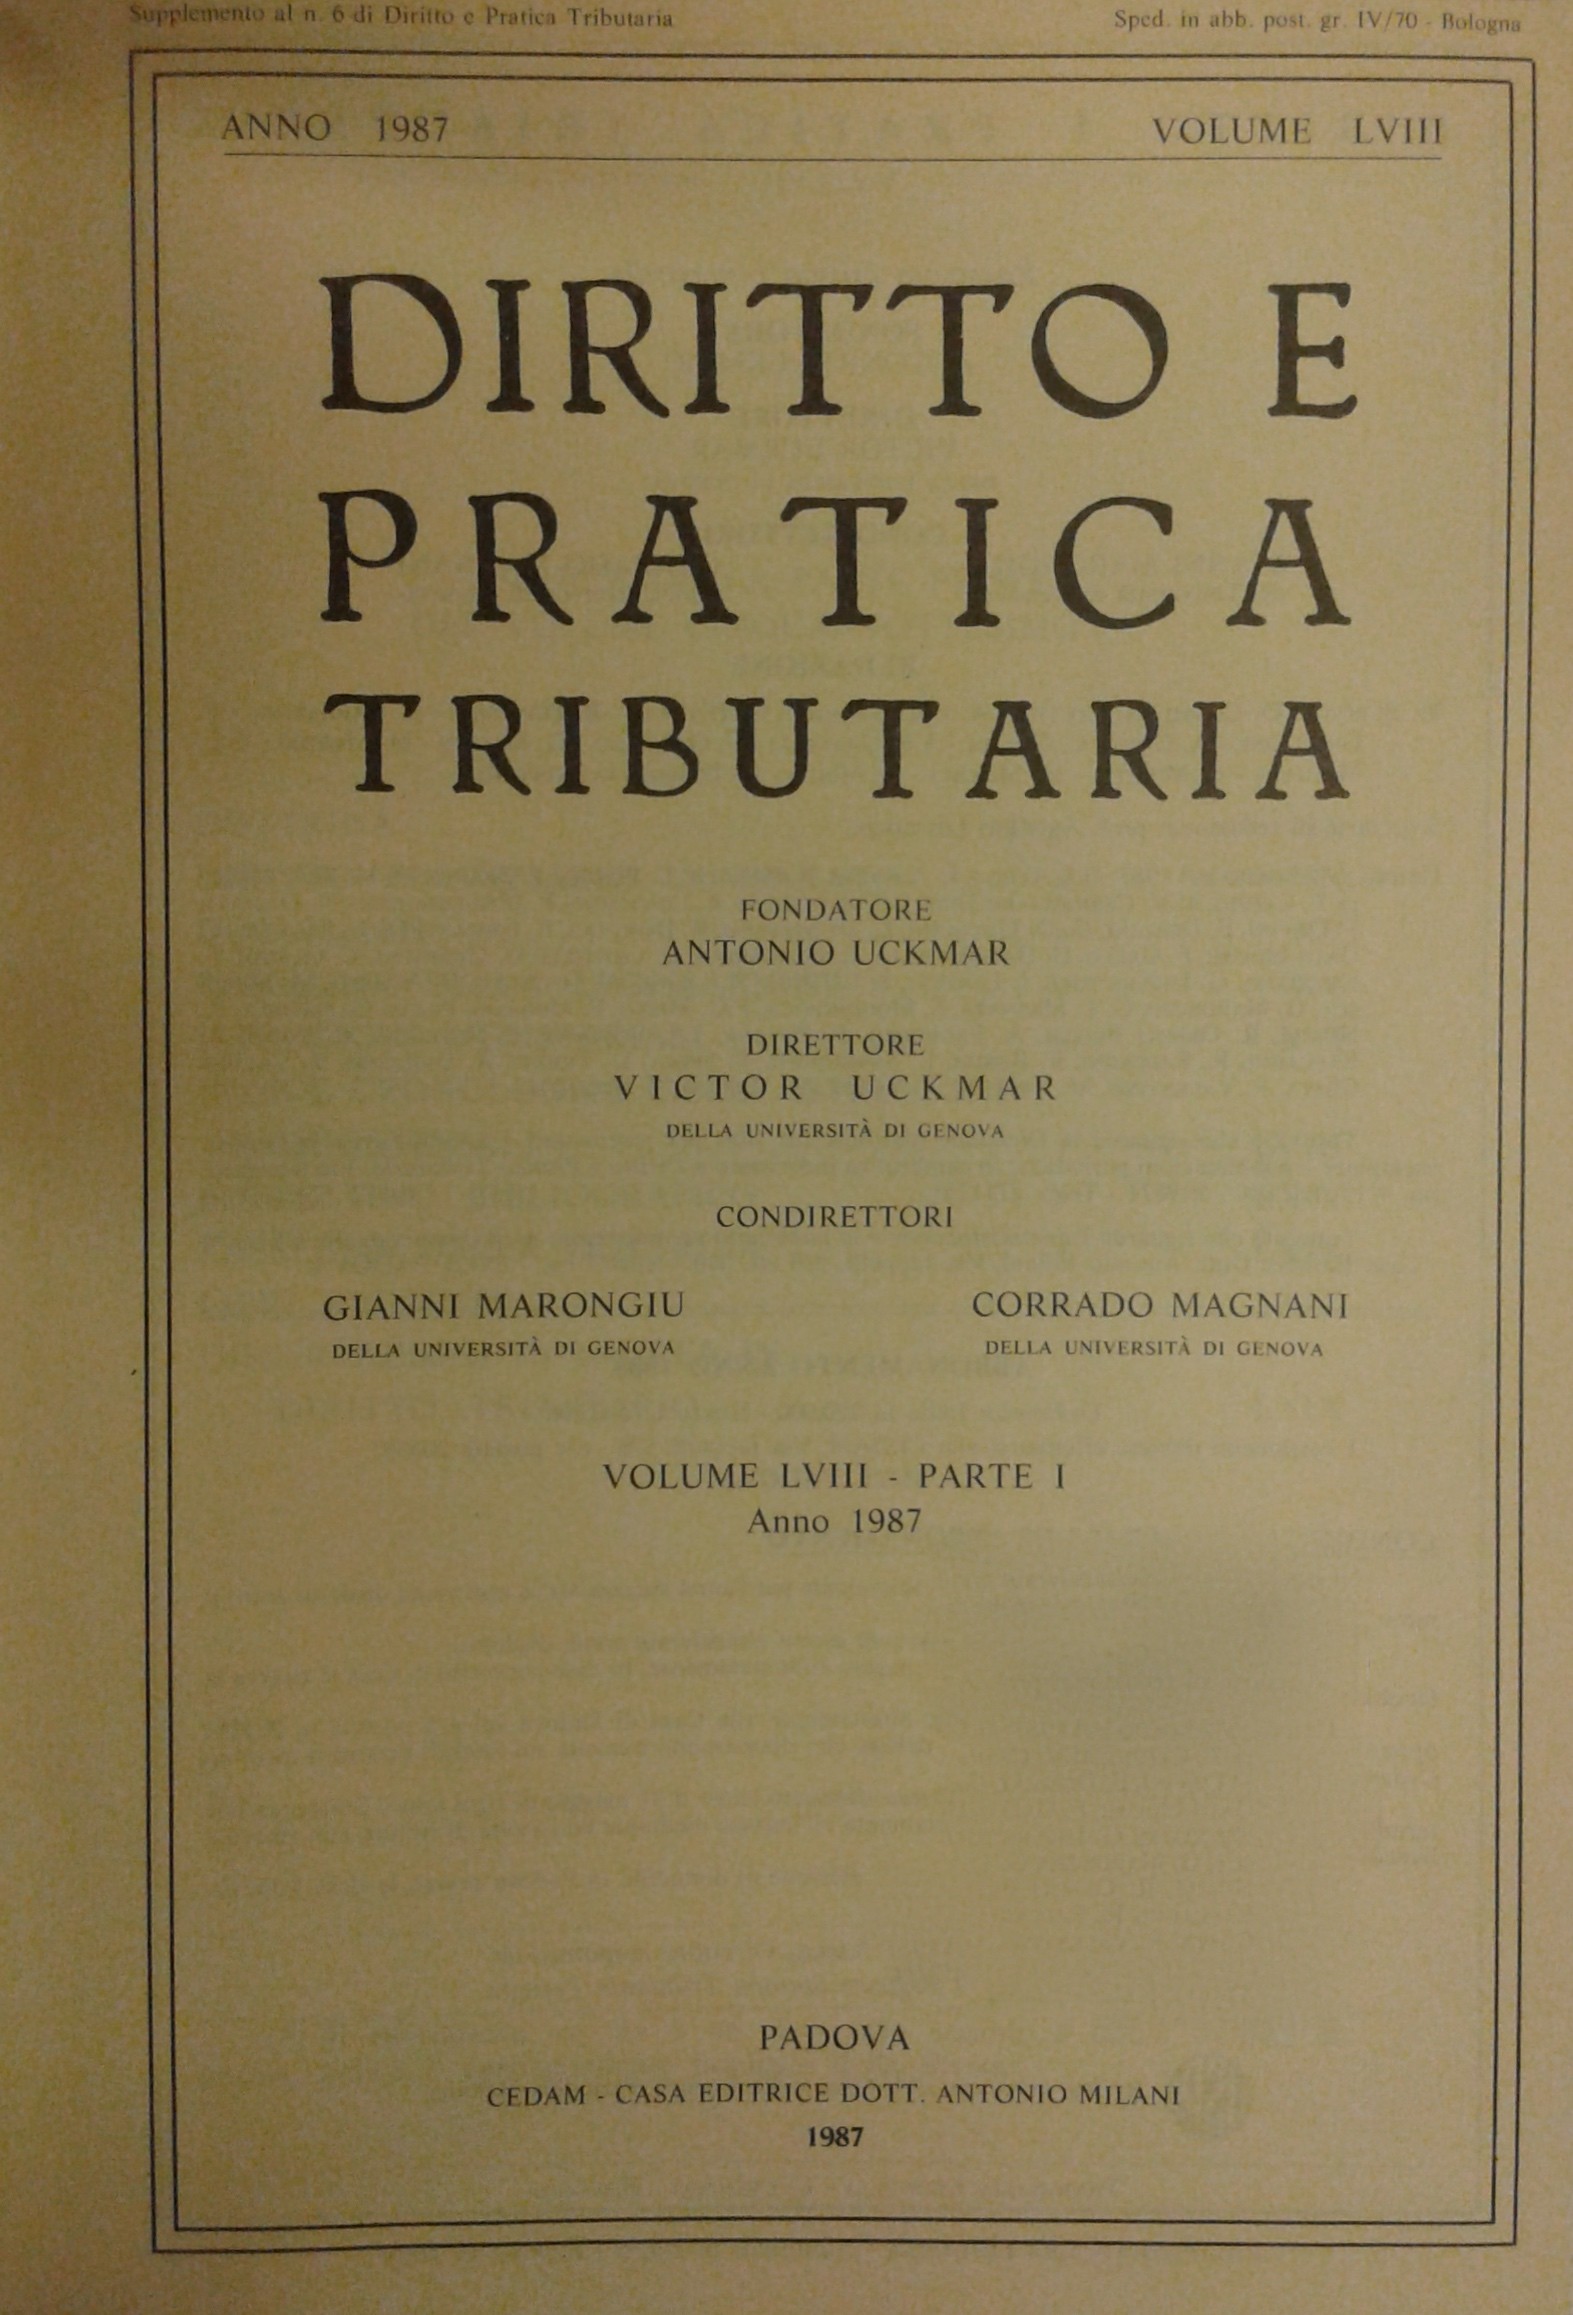 Supplemento al n. 6 di Diritto e Pratica Tributaria
Sped. in abb. post. gr. IV/70 - Bologna
ANNO 1987
VOLUME LVIII
DIRITTO E
PRATICA
TRIBUTARIA
FONDATORE
ANTONIO UCKMAR
DIRETTORE
VICTOR UCKMAR
DELLA UNIVERSITÀ DI GENOVA
CONDIRETTORI
GIANNI MARONGIU
DELLA UNIVERSITÀ DI GENOVA
CORRADO MAGNANI
DELLA UNIVERSITÀ DI GENOVA
VOLUME LVIII - PARTE I
Anno 1987
PADOVA
CEDAM - CASA EDITRICE DOTT. ANTONIO MILANI
1987